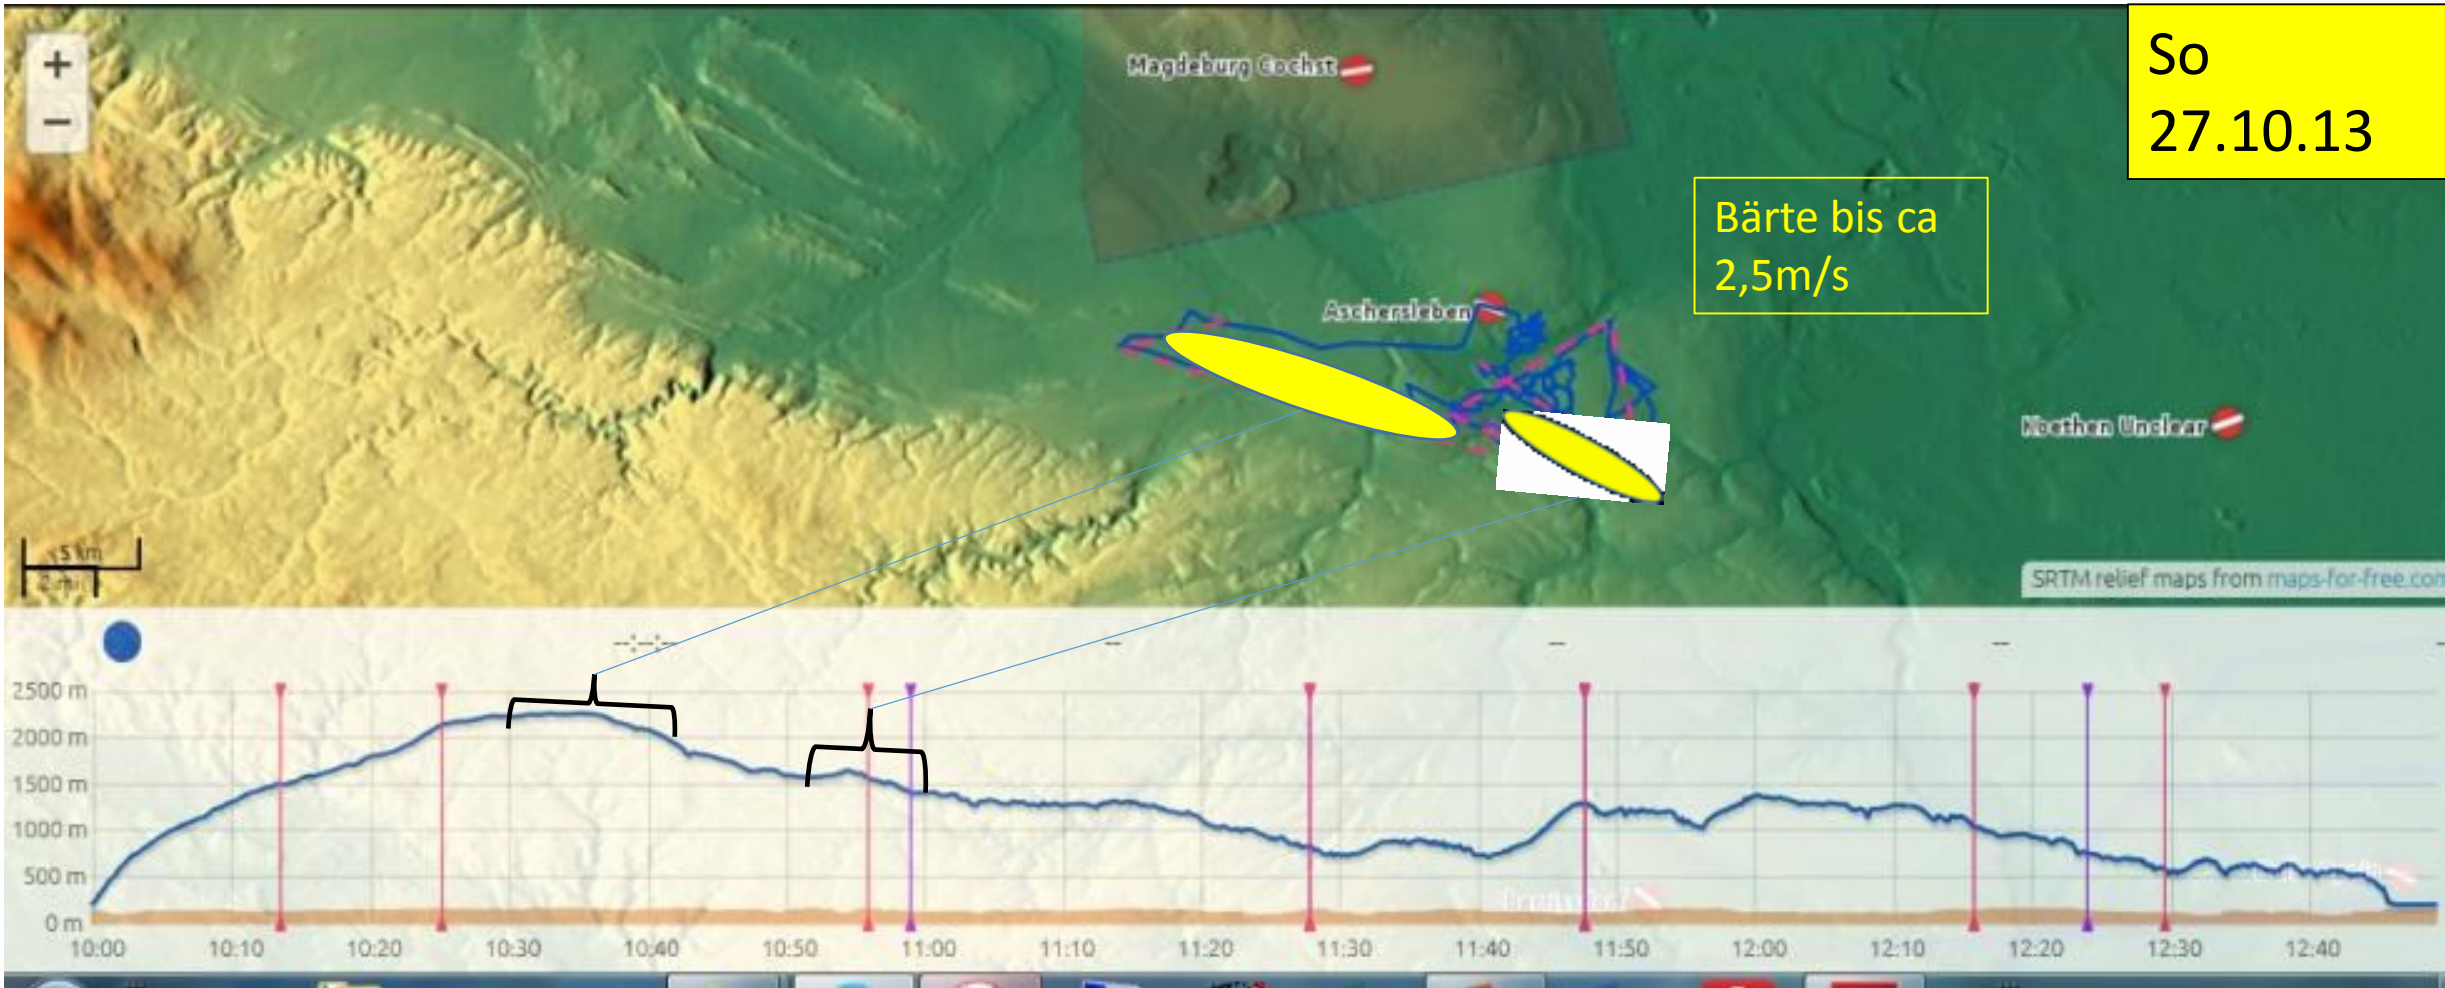 +
−
Magdeburg Cochst
So
27.10.13
Bärte bis ca
2,5m/s
Aschersleben
Koethen Unclear
5 km
2 mi
SRTM relief maps from maps-for-free.com
--:--:--
--
--
--
2500 m
2000 m
1500 m
1000 m
500 m
0 m
10:00 10:10 10:20 10:30 10:40 10:50 11:00 11:10 11:20 11:30 11:40 11:50 12:00 12:10 12:20 12:30 12:40